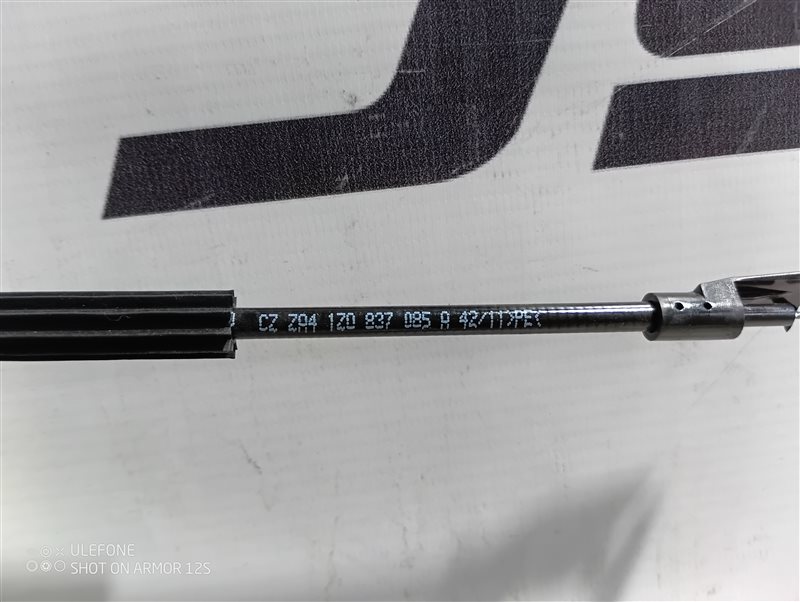 CZ ZA4 1Z0 837 085 A 42/11>PE<
ULEFONE
SHOT ON ARMOR 12S